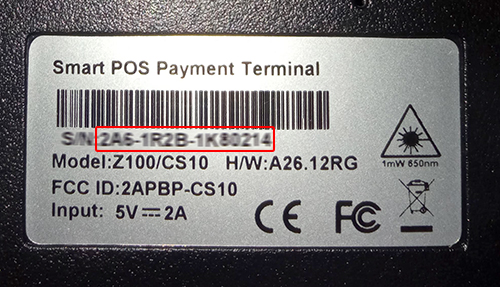 Smart POS Payment Terminal
S/N:2A6-1R2B-1K80214
Model:Z100/CS10 H/W:A26.12RG
1mW 650nm
FCC ID:2APBP-CS10
Input: 5V⎓2A
CE FC